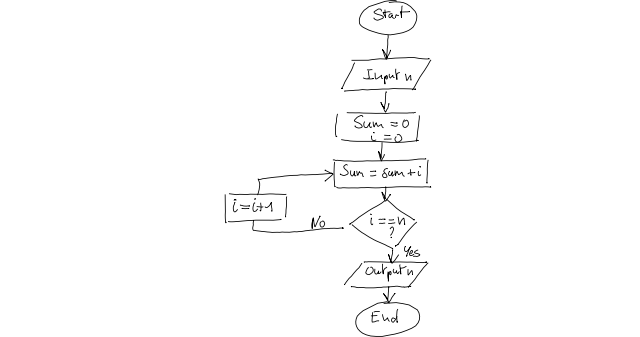 Start
Input n
Sum = 0
i = 0
Sum = sum + i
i = i+1
No
i == n
?
Yes
Output n
End